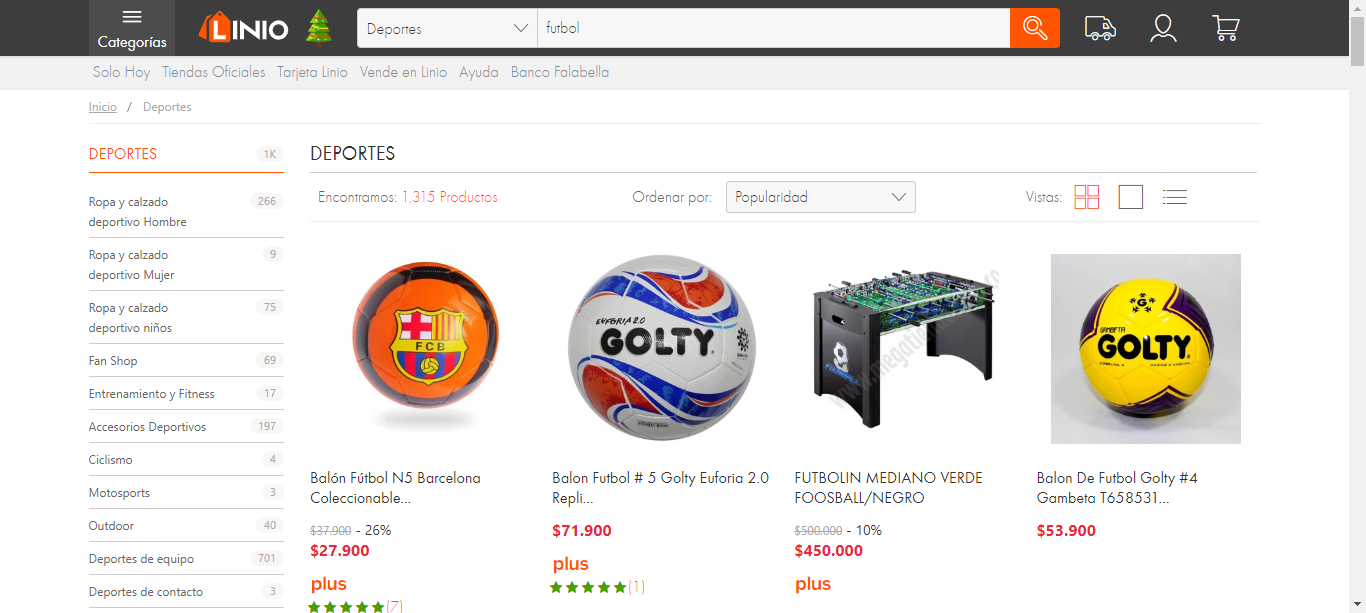 Categorías
LINIO
Deportes
futbol
Solo Hoy Tiendas Oficiales Tarjeta Linio Vende en Linio Ayuda Banco Falabella
Inicio / Deportes
DEPORTES 1K
Ropa y calzado
deportivo Hombre
266
Ropa y calzado
deportivo Mujer
9
Ropa y calzado
deportivo niños
75
Fan Shop 69
Entrenamiento y Fitness 17
Accesorios Deportivos 197
Ciclismo 4
Motosports 3
Outdoor 40
Deportes de equipo 701
Deportes de contacto 3
DEPORTES
Encontramos: 1,315 Productos
Ordenar por: Popularidad
Vistas:
FCB
Balón Fútbol N5 Barcelona
Coleccionable...
$37.900 - 26%
$27.900
plus
(7)
EUFORIA 2.0
GOLTY
Balon Futbol # 5 Golty Euforia 2.0
Repli...
$71.900
plus
(1)
FUTBOLIN MEDIANO VERDE
FOOSBALL/NEGRO
$500.000 - 10%
$450.000
plus
G
GAMBETA
GOLTY
Balon De Futbol Golty #4
Gambeta T658531...
$53.900